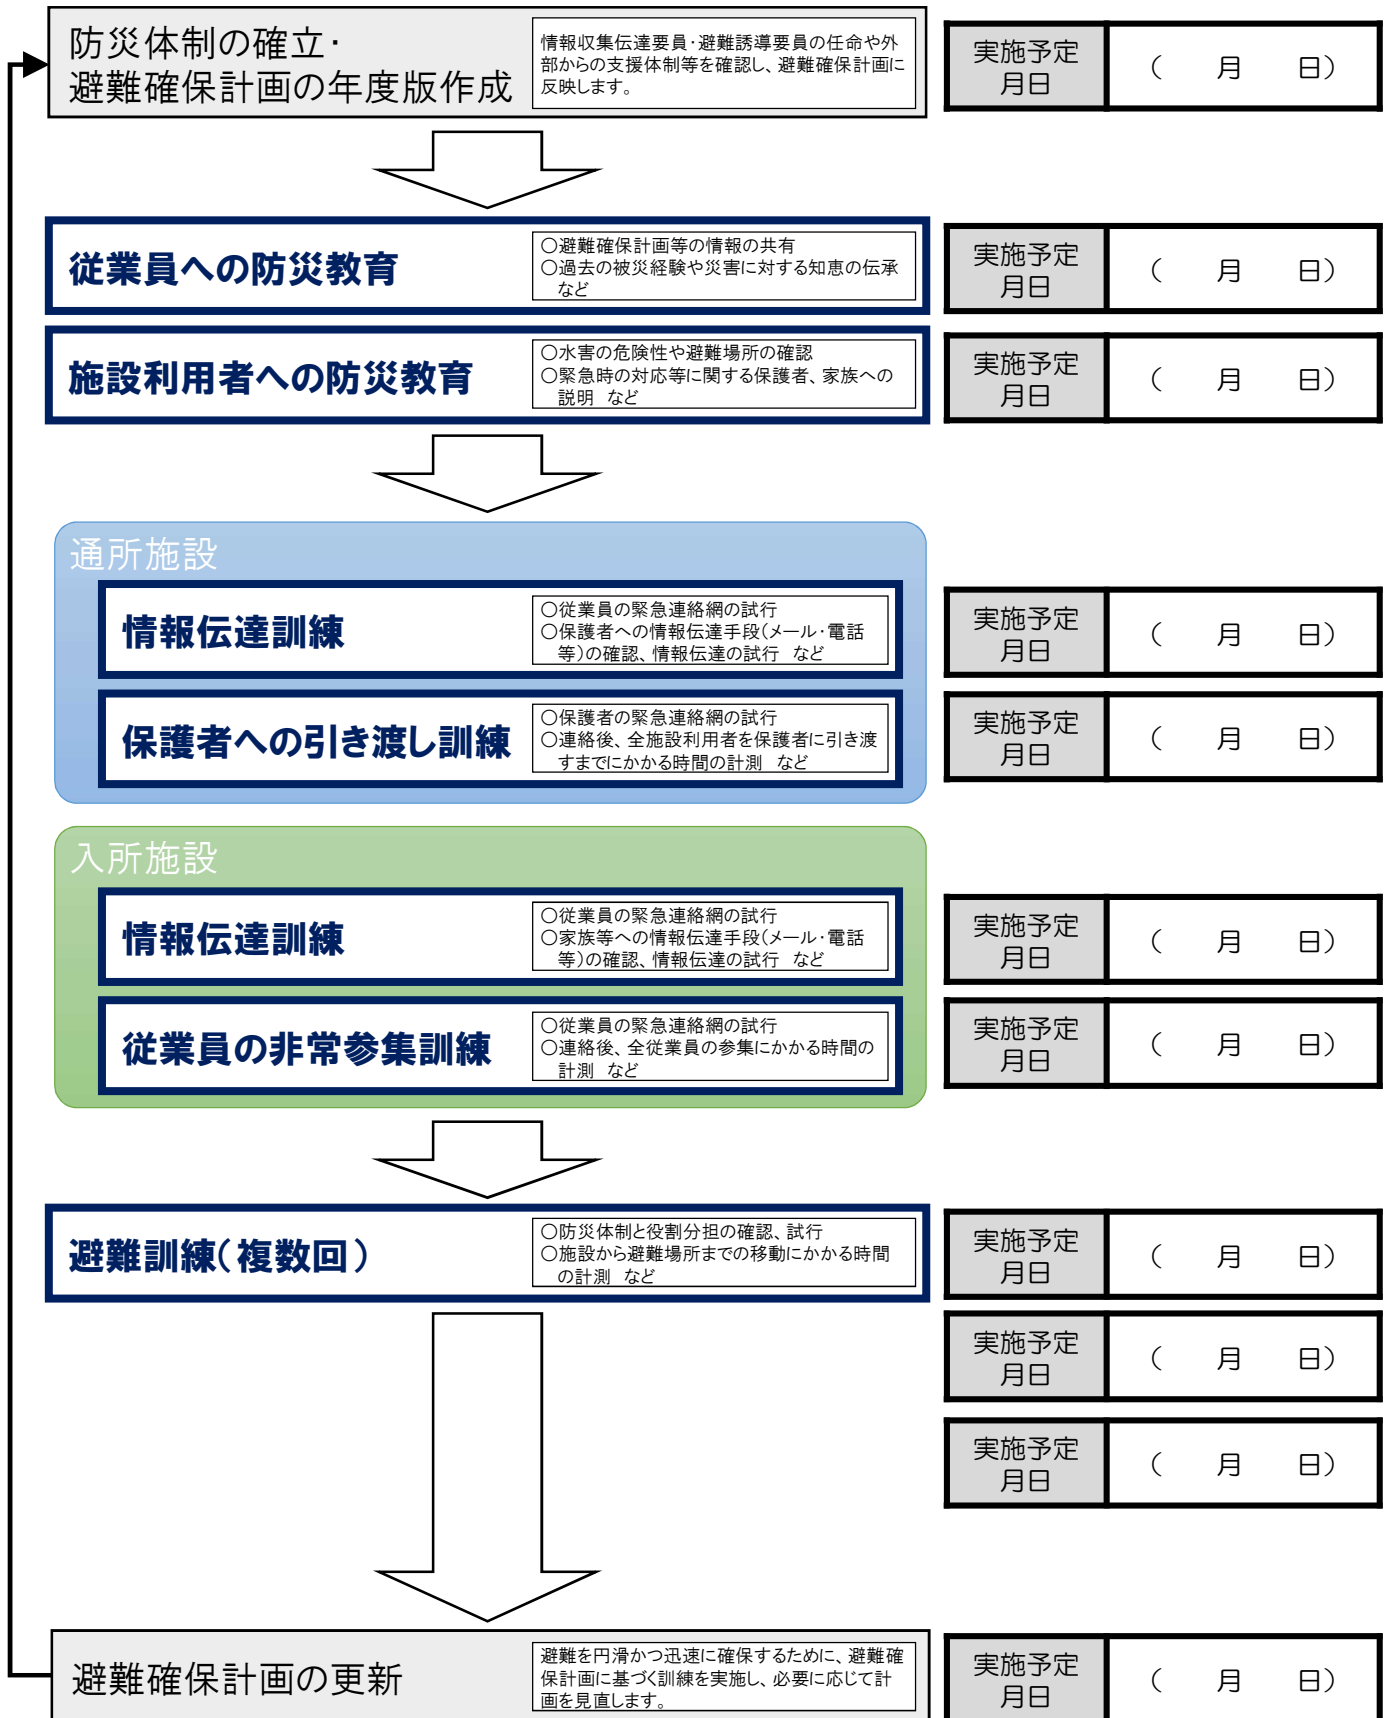 防災体制の確立・
避難確保計画の年度版作成
情報収集伝達要員・避難誘導要員の任命や外
部からの支援体制等を確認し、避難確保計画に
反映します。
実施予定
月日
（　月　日）
従業員への防災教育
○避難確保計画等の情報の共有
○過去の被災経験や災害に対する知恵の伝承
など
実施予定
月日
（　月　日）
施設利用者への防災教育
○水害の危険性や避難場所の確認
○緊急時の対応等に関する保護者、家族への
説明　など
実施予定
月日
（　月　日）
通所施設
情報伝達訓練
○従業員の緊急連絡網の試行
○保護者への情報伝達手段（メール・電話
等）の確認、情報伝達の試行　など
実施予定
月日
（　月　日）
保護者への引き渡し訓練
○保護者の緊急連絡網の試行
○連絡後、全施設利用者を保護者に引き渡
すまでにかかる時間の計測　など
実施予定
月日
（　月　日）
入所施設
情報伝達訓練
○従業員の緊急連絡網の試行
○家族等への情報伝達手段（メール・電話
等）の確認、情報伝達の試行　など
実施予定
月日
（　月　日）
従業員の非常参集訓練
○従業員の緊急連絡網の試行
○連絡後、全従業員の参集にかかる時間の
計測　など
実施予定
月日
（　月　日）
避難訓練（複数回）
○防災体制と役割分担の確認、試行
○施設から避難場所までの移動にかかる時間
の計測　など
実施予定
月日
（　月　日）
実施予定
月日
（　月　日）
実施予定
月日
（　月　日）
避難確保計画の更新
避難を円滑かつ迅速に確保するために、避難確
保計画に基づく訓練を実施し、必要に応じて計
画を見直します。
実施予定
月日
（　月　日）